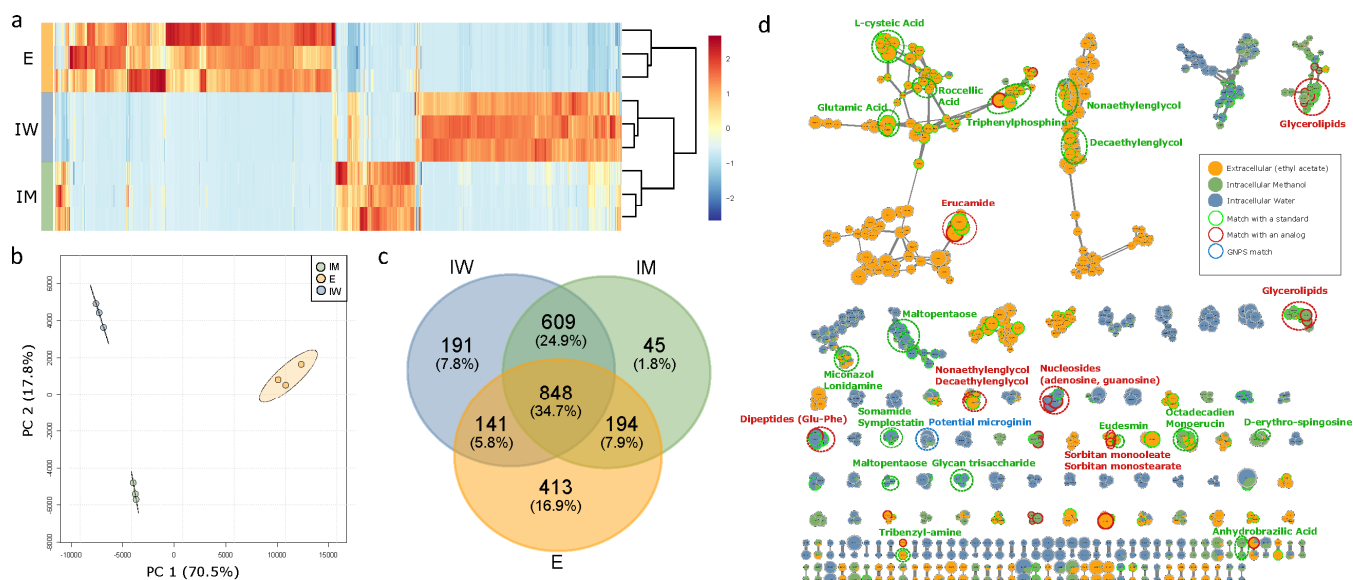 a
E
IW
IM
2
1
0
-1
-2
b
IM
E
IW
6000
4000
2000
0
-2000
-4000
-6000
PC 2 (17.8%)
-10000
-5000
0
5000
10000
15000
PC 1 (70.5%)
c
IW
IM
609
(24.9%)
191
(7.8%)
45
(1.8%)
848
(34.7%)
141
(5.8%)
194
(7.9%)
413
(16.9%)
E
d
L-cysteic Acid
Roccellic
Acid
Glutamic Acid
Triphenylphosphine
Nonaethylenglycol
Decaethylenglycol
Glycerolipids
Extracellular (ethyl acetate)
Intracellular Methanol
Intracellular Water
Match with a standard
Match with an analog
GNPS match
Erucamide
Glycerolipids
Maltopentaose
Miconazol
Lonidamine
Nonaethylenglycol
Decaethylenglycol
Nucleosides
(adenosine, guanosine)
Dipeptides (Glu-Phe)
Somamide
Symplostatin
Potential microginin
Eudesmin
Octadecadien
Monoerucin
D-erythro-spingosine
Sorbitan monooleate
Sorbitan monostearate
Maltopentaose
Glycan trisaccharide
Tribenzyl-amine
Anhydrobrazilic Acid